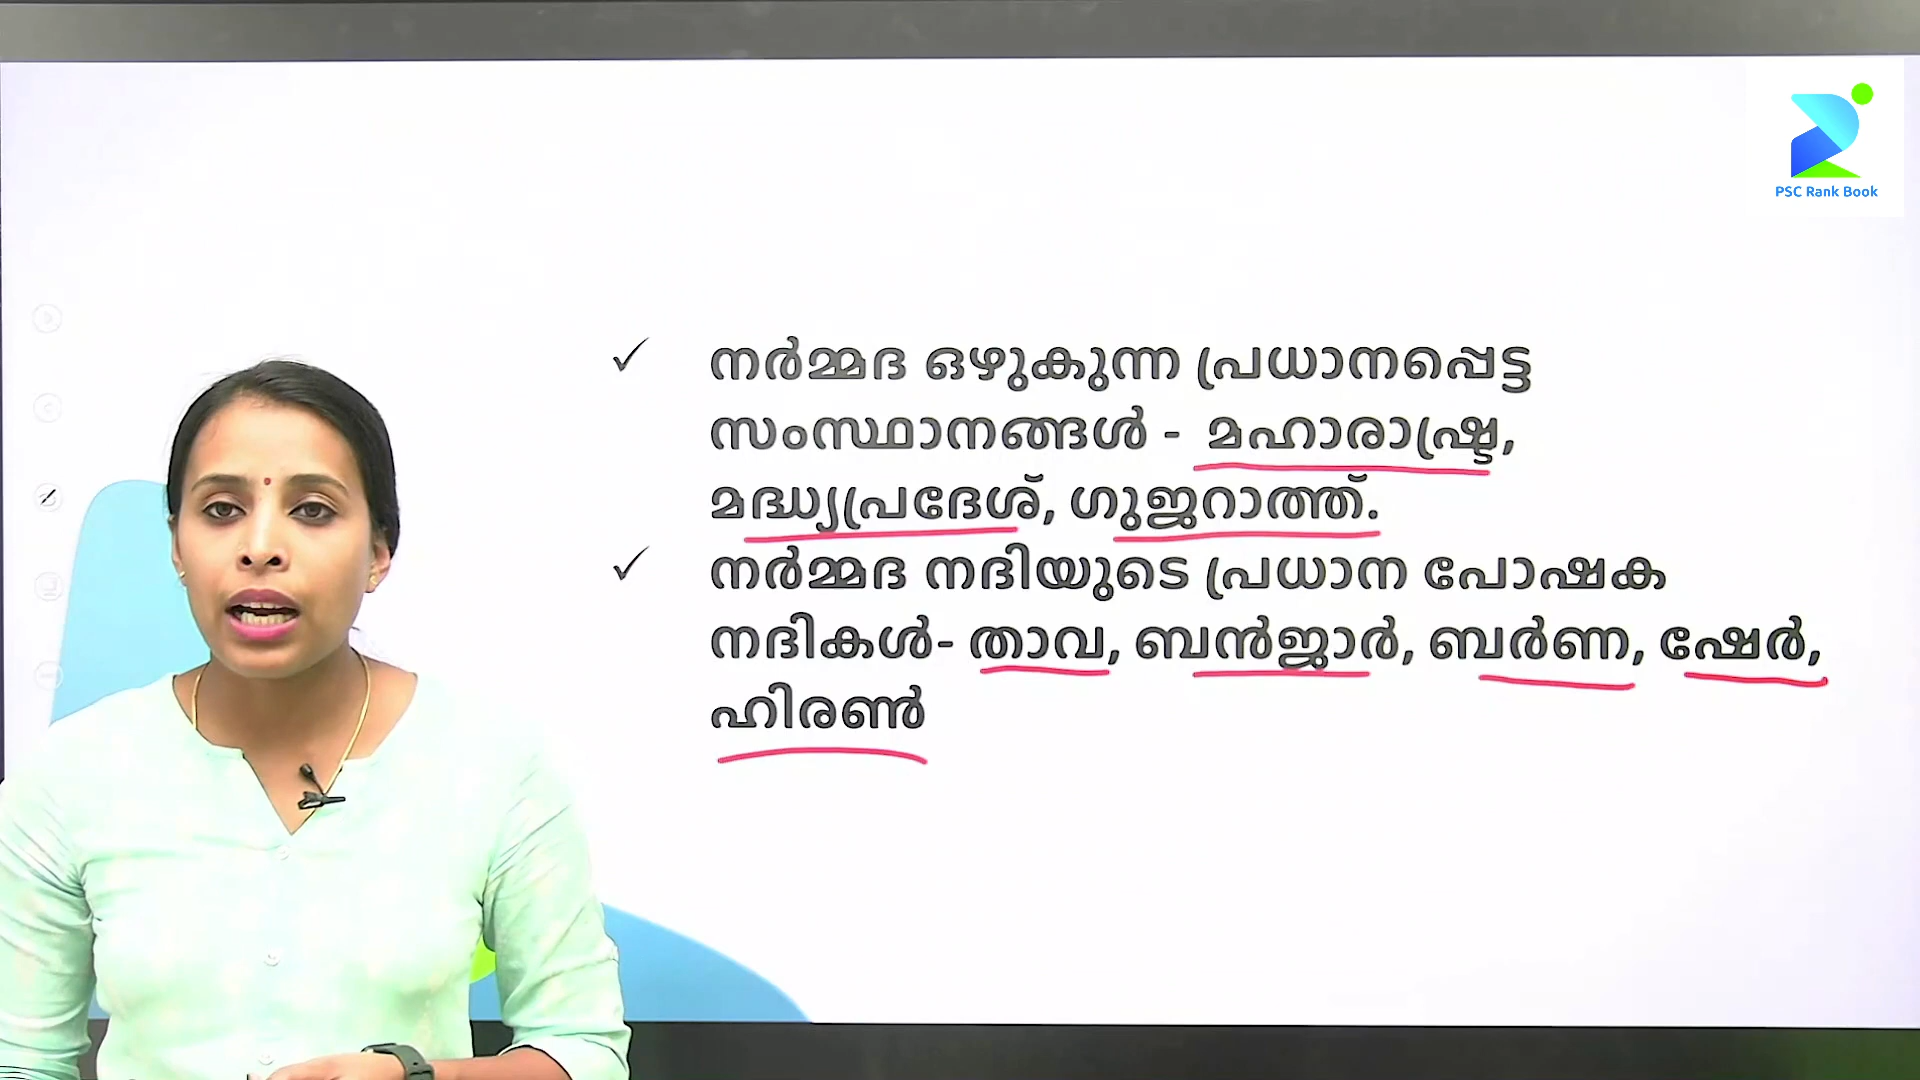 PSC Rank Book
✓ നർമ്മദ ഒഴുകുന്ന പ്രധാനപ്പെട്ട
സംസ്ഥാനങ്ങൾ - മഹാരാഷ്ട്ര,
മദ്ധ്യപ്രദേശ്, ഗുജറാത്ത്.
✓ നർമ്മദ നദിയുടെ പ്രധാന പോഷക
നദികൾ- താവ, ബൻജാർ, ബർണ, ഷേർ,
ഹിരൺ